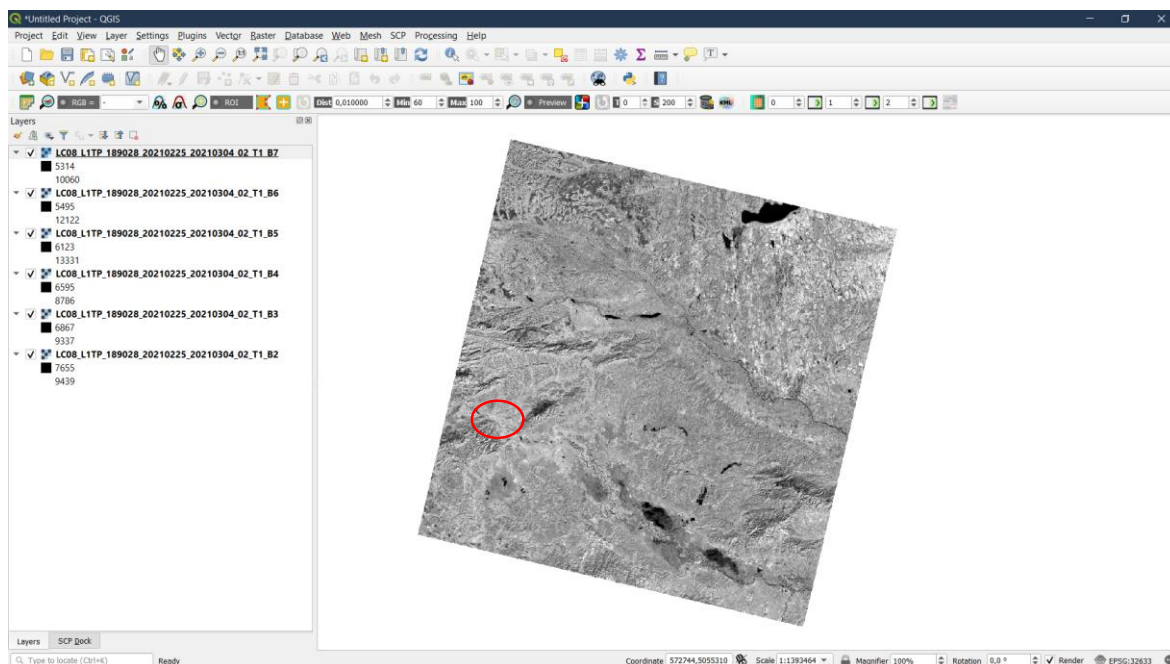 *Untitled Project - QGIS
Project Edit View Layer Settings Plugins Vector Raster Database Web Mesh SCP Processing Help
RGB = - ROI Dist 0,010000 Min 60 Max 100 Preview T 0 S 200 KML 0 1 2
Layers
LC08_L1TP_189028_20210225_20210304_02_T1_B7
5314
10060
LC08_L1TP_189028_20210225_20210304_02_T1_B6
5495
12122
LC08_L1TP_189028_20210225_20210304_02_T1_B5
6123
13331
LC08_L1TP_189028_20210225_20210304_02_T1_B4
6595
8786
LC08_L1TP_189028_20210225_20210304_02_T1_B3
6867
9337
LC08_L1TP_189028_20210225_20210304_02_T1_B2
7655
9439
Layers SCP Dock
Type to locate (Ctrl+K) Ready Coordinate 572744,5055310 Scale 1:1393464 Magnifier 100% Rotation 0,0 ° Render EPSG:32633